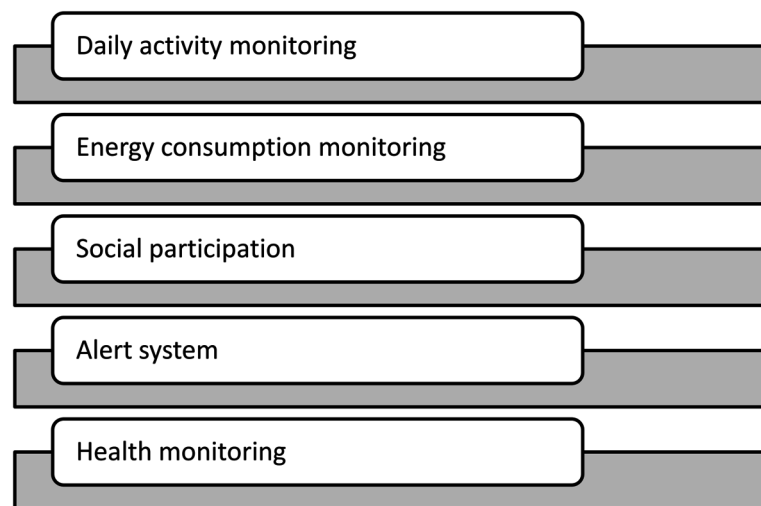 Daily activity monitoring
Energy consumption monitoring
Social participation
Alert system
Health monitoring